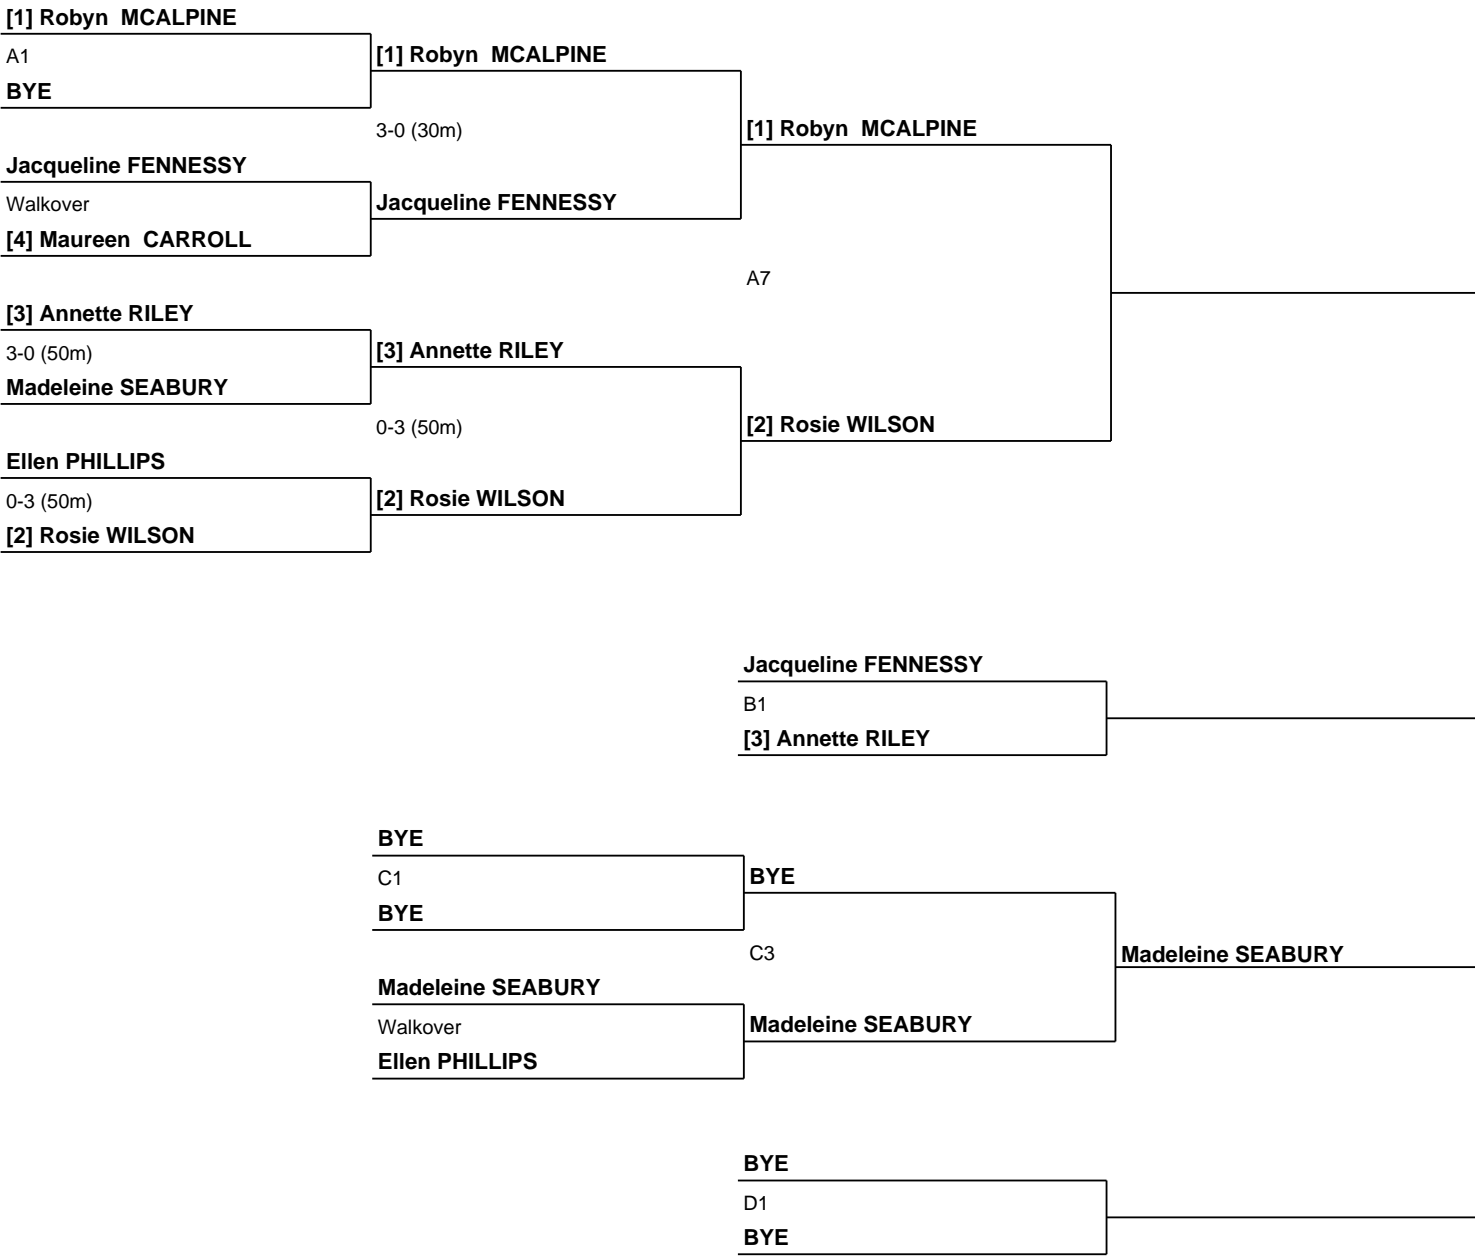 [1] Robyn  MCALPINE
A1
[1] Robyn  MCALPINE
BYE
3-0 (30m)
[1] Robyn  MCALPINE
Jacqueline FENNESSY
Walkover
Jacqueline FENNESSY
[4] Maureen  CARROLL
A7
[3] Annette RILEY
3-0 (50m)
[3] Annette RILEY
Madeleine SEABURY
0-3 (50m)
[2] Rosie WILSON
Ellen PHILLIPS
0-3 (50m)
[2] Rosie WILSON
[2] Rosie WILSON
Jacqueline FENNESSY
B1
[3] Annette RILEY
BYE
C1
BYE
BYE
C3
Madeleine SEABURY
Madeleine SEABURY
Walkover
Madeleine SEABURY
Ellen PHILLIPS
BYE
D1
BYE